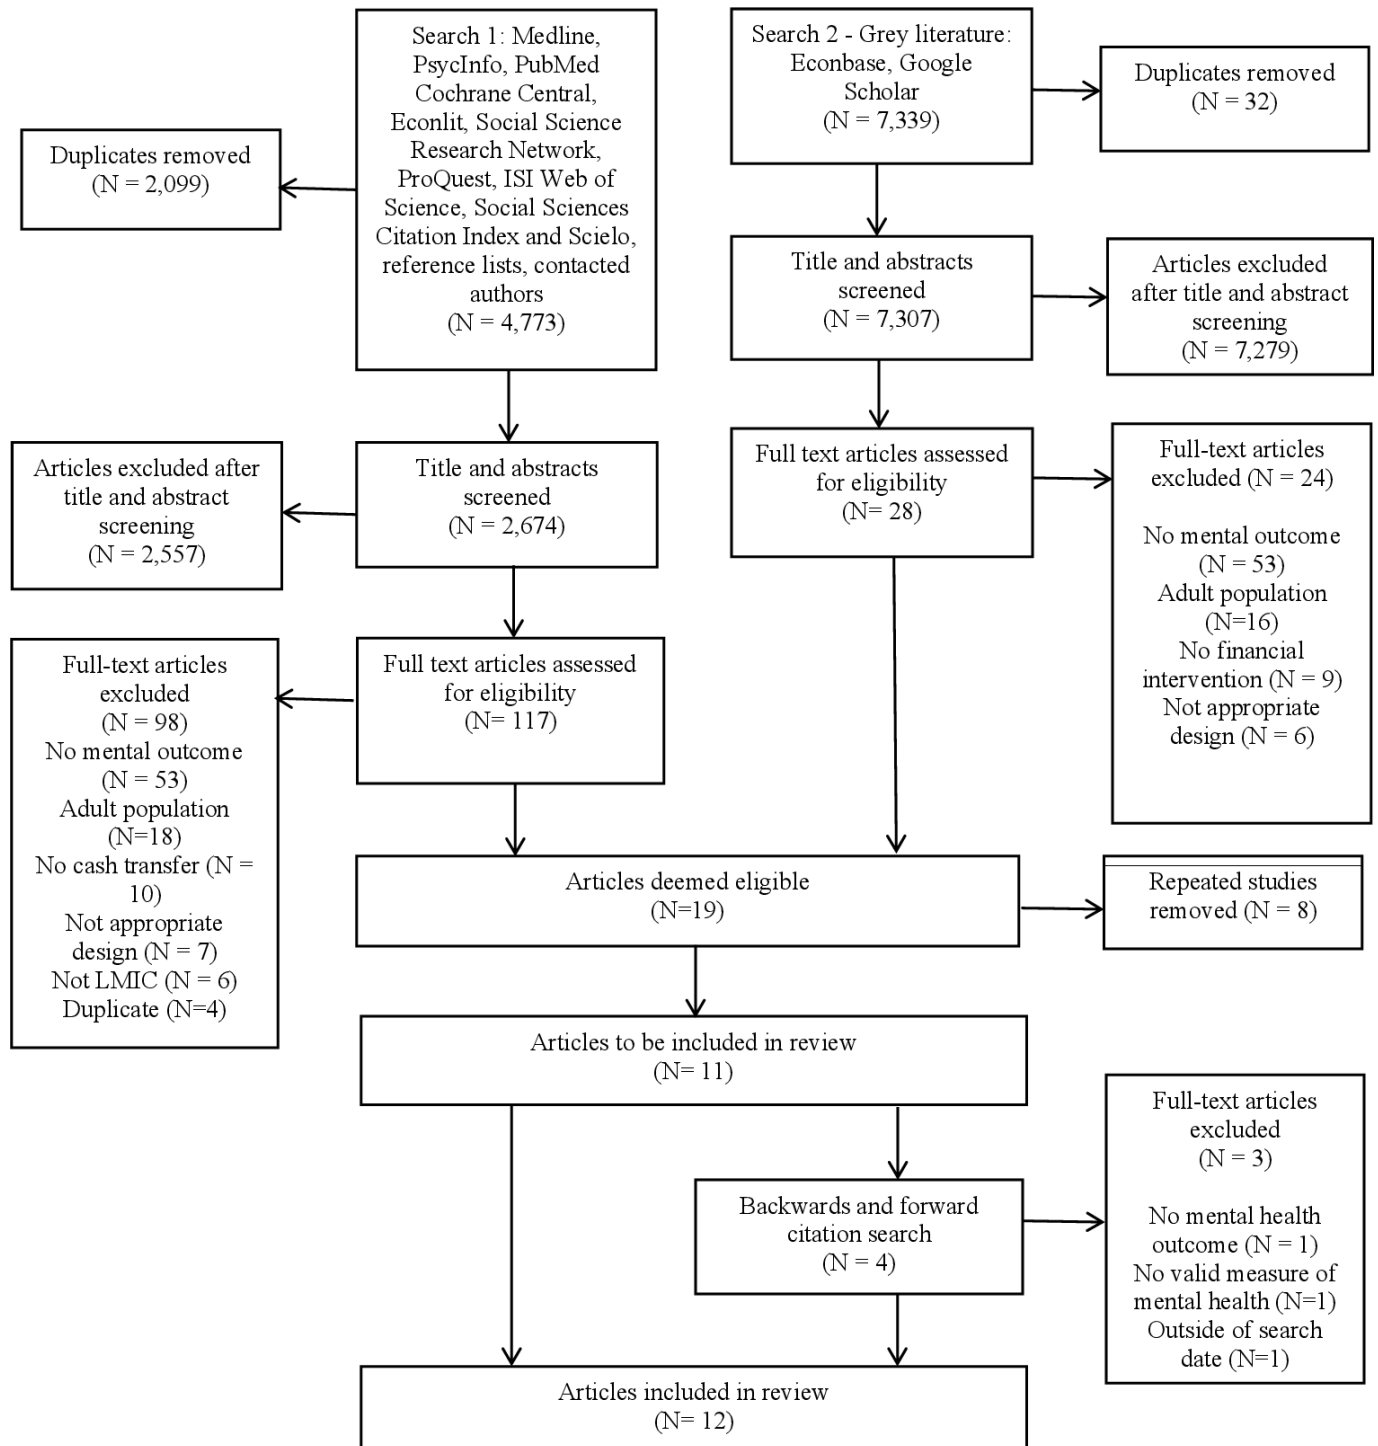 Search 1: Medline,
PsycInfo, PubMed
Cochrane Central,
Econlit, Social Science
Research Network,
ProQuest, ISI Web of
Science, Social Sciences
Citation Index and Scielo,
reference lists, contacted
authors
(N = 4,773)
Search 2 - Grey literature:
Econbase, Google
Scholar
(N = 7,339)
Duplicates removed
(N = 32)
Duplicates removed
(N = 2,099)
Title and abstracts
screened
(N = 7,307)
Articles excluded
after title and abstract
screening
(N = 7,279)
Articles excluded after
title and abstract
screening
(N = 2,557)
Title and abstracts
screened
(N = 2,674)
Full text articles assessed
for eligibility
(N= 28)
Full-text articles
excluded (N = 24)
No mental outcome
(N = 53)
Adult population
(N=16)
No financial
intervention (N = 9)
Not appropriate
design (N = 6)
Full-text articles
excluded
(N = 98)
No mental outcome
(N = 53)
Adult population
(N=18)
No cash transfer (N =
10)
Not appropriate
design (N = 7)
Not LMIC (N = 6)
Duplicate (N=4)
Full text articles assessed
for eligibility
(N= 117)
Articles deemed eligible
(N=19)
Repeated studies
removed (N = 8)
Articles to be included in review
(N= 11)
Backwards and forward
citation search
(N = 4)
Full-text articles
excluded
(N = 3)
No mental health
outcome (N = 1)
No valid measure of
mental health (N=1)
Outside of search
date (N=1)
Articles included in review
(N= 12)